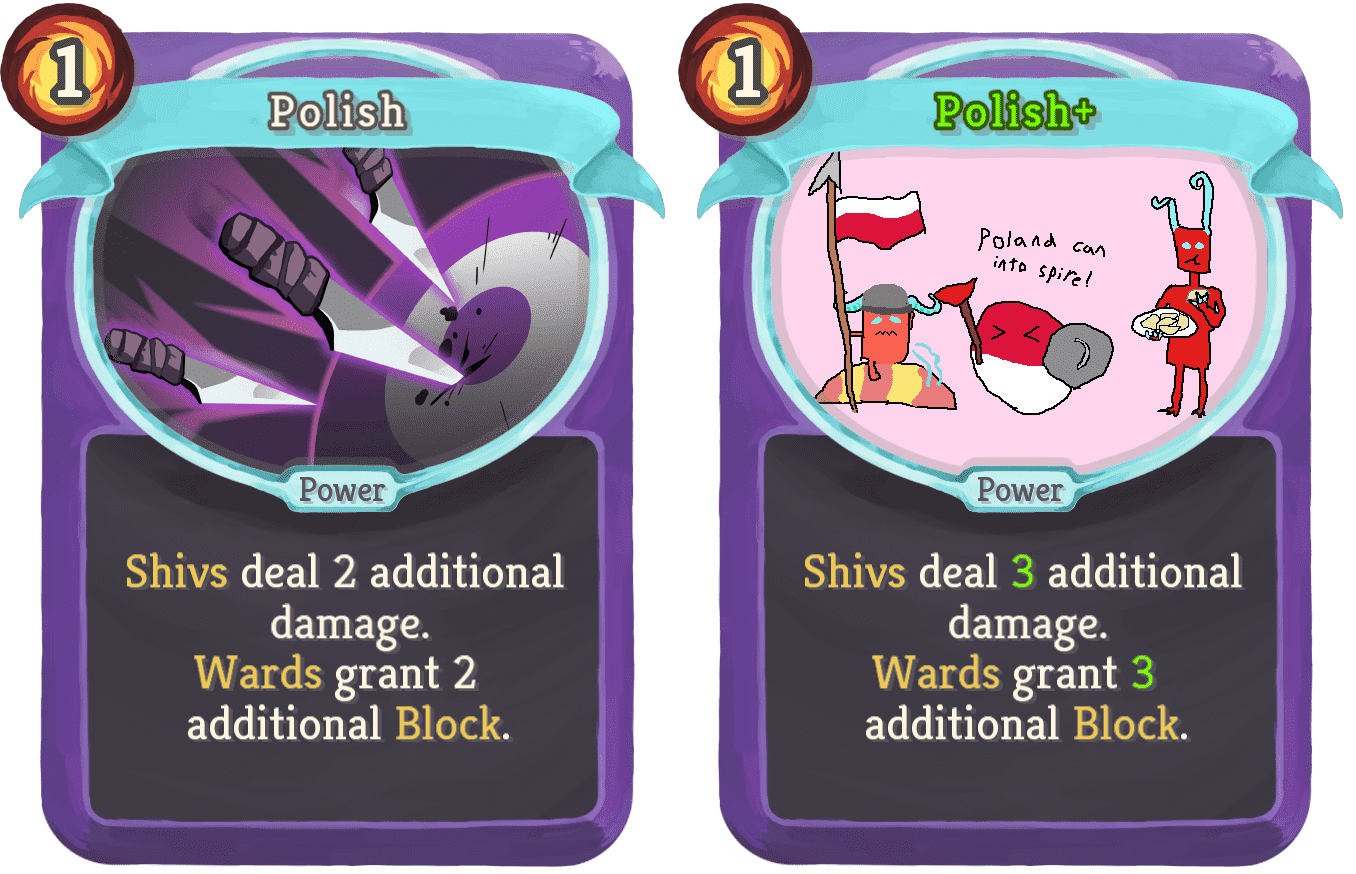 1
Polish
Power
Shivs deal 2 additional
damage.
Wards grant 2
additional Block.
1
Polish+
Poland can
into spire!
Power
Shivs deal 3 additional
damage.
Wards grant 3
additional Block.